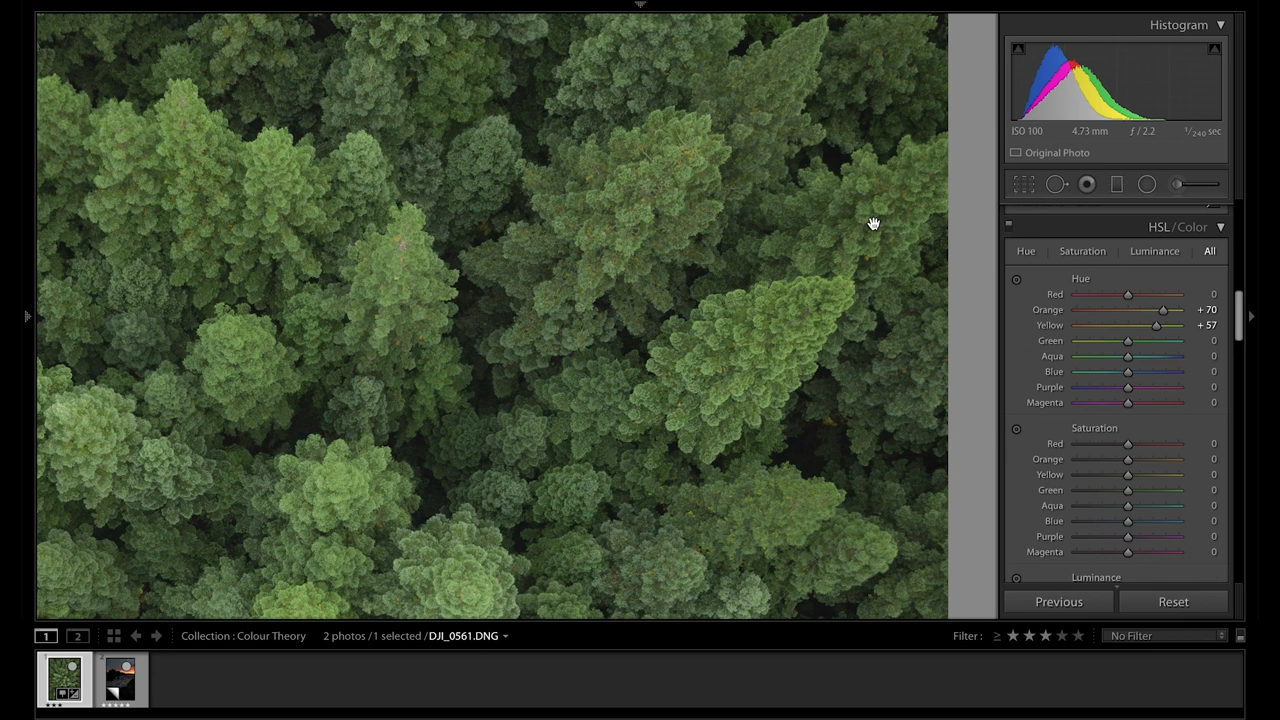 Histogram
ISO 100 4.73 mm ƒ / 2.2 1/240 sec
Original Photo
HSL / Color
Hue Saturation Luminance All
Hue
Red 0
Orange + 70
Yellow + 57
Green 0
Aqua 0
Blue 0
Purple 0
Magenta 0
Saturation
Red 0
Orange 0
Yellow 0
Green 0
Aqua 0
Blue 0
Purple 0
Magenta 0
Luminance
Previous Reset
1 2 Collection : Colour Theory 2 photos / 1 selected / DJI_0561.DNG Filter : ≥ ★★★★★ No Filter